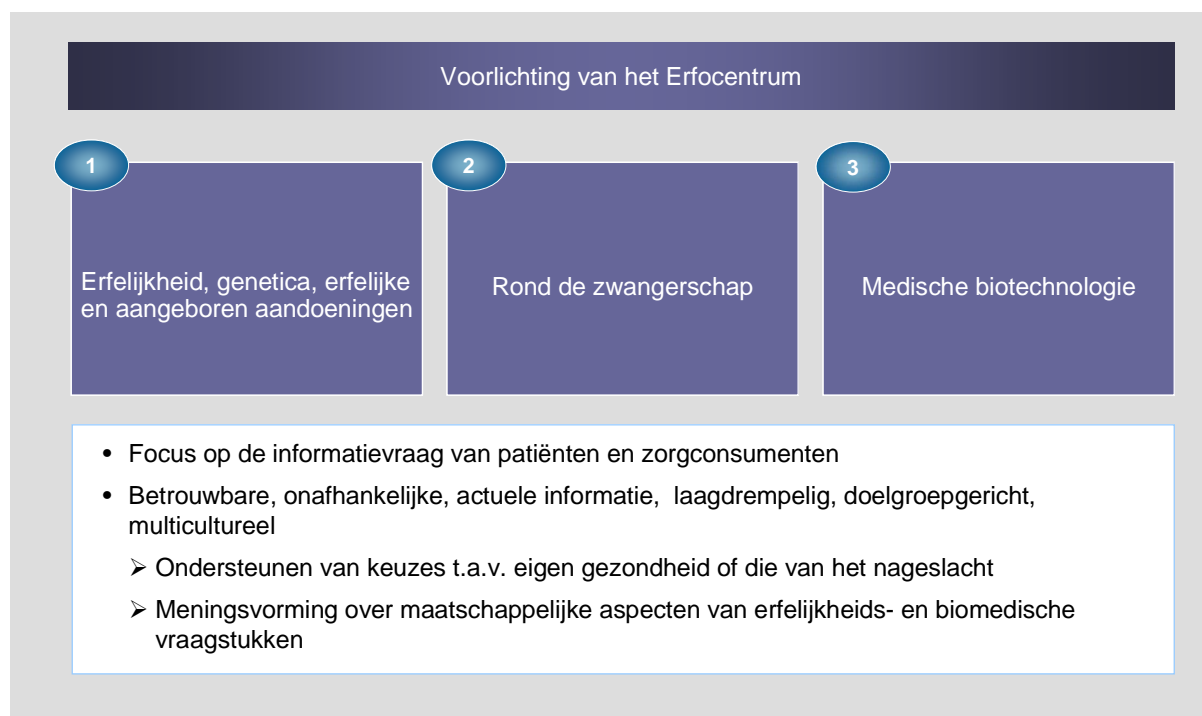 Voorlichting van het Erfocentrum
1
2
3
Erfelijkheid, genetica, erfelijke
en aangeboren aandoeningen
Rond de zwangerschap
Medische biotechnologie
• Focus op de informatievraag van patiënten en zorgconsumenten
• Betrouwbare, onafhankelijke, actuele informatie, laagdrempelig, doelgroepgericht,
multicultureel
➢ Ondersteunen van keuzes t.a.v. eigen gezondheid of die van het nageslacht
➢ Meningsvorming over maatschappelijke aspecten van erfelijkheids- en biomedische
vraagstukken